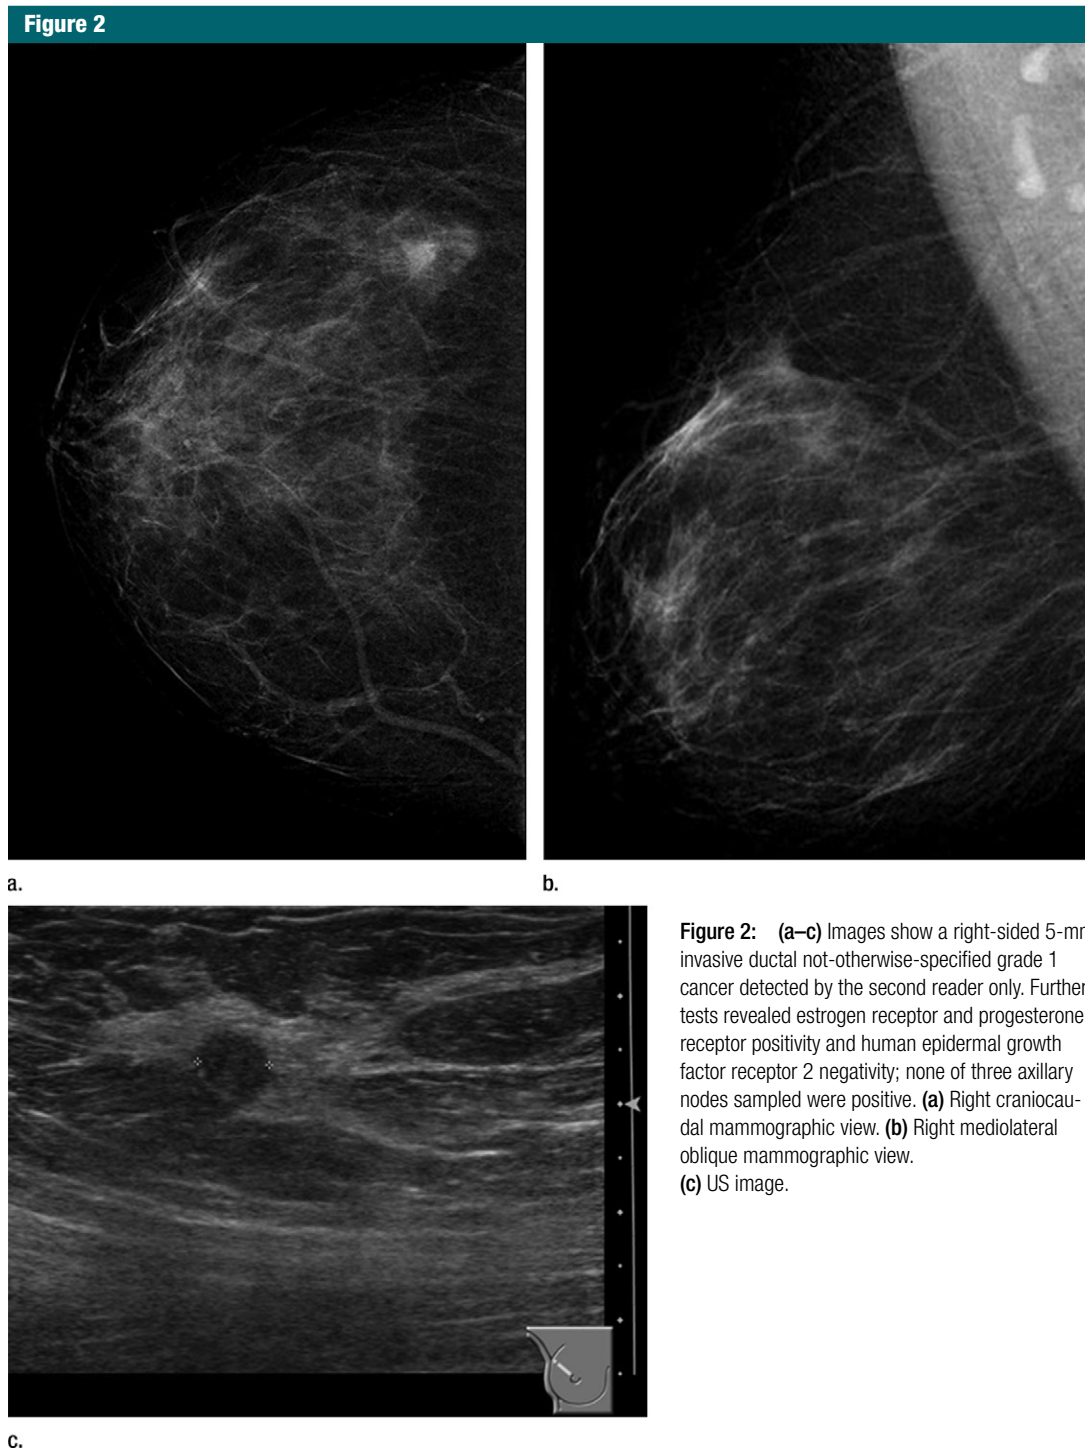 Figure 2
a.
b.
Figure 2: (a–c) Images show a right-sided 5-mm
invasive ductal not-otherwise-specified grade 1
cancer detected by the second reader only. Further
tests revealed estrogen receptor and progesterone
receptor positivity and human epidermal growth
factor receptor 2 negativity; none of three axillary
nodes sampled were positive. (a) Right craniocau-
dal mammographic view. (b) Right mediolateral
oblique mammographic view.
(c) US image.
c.